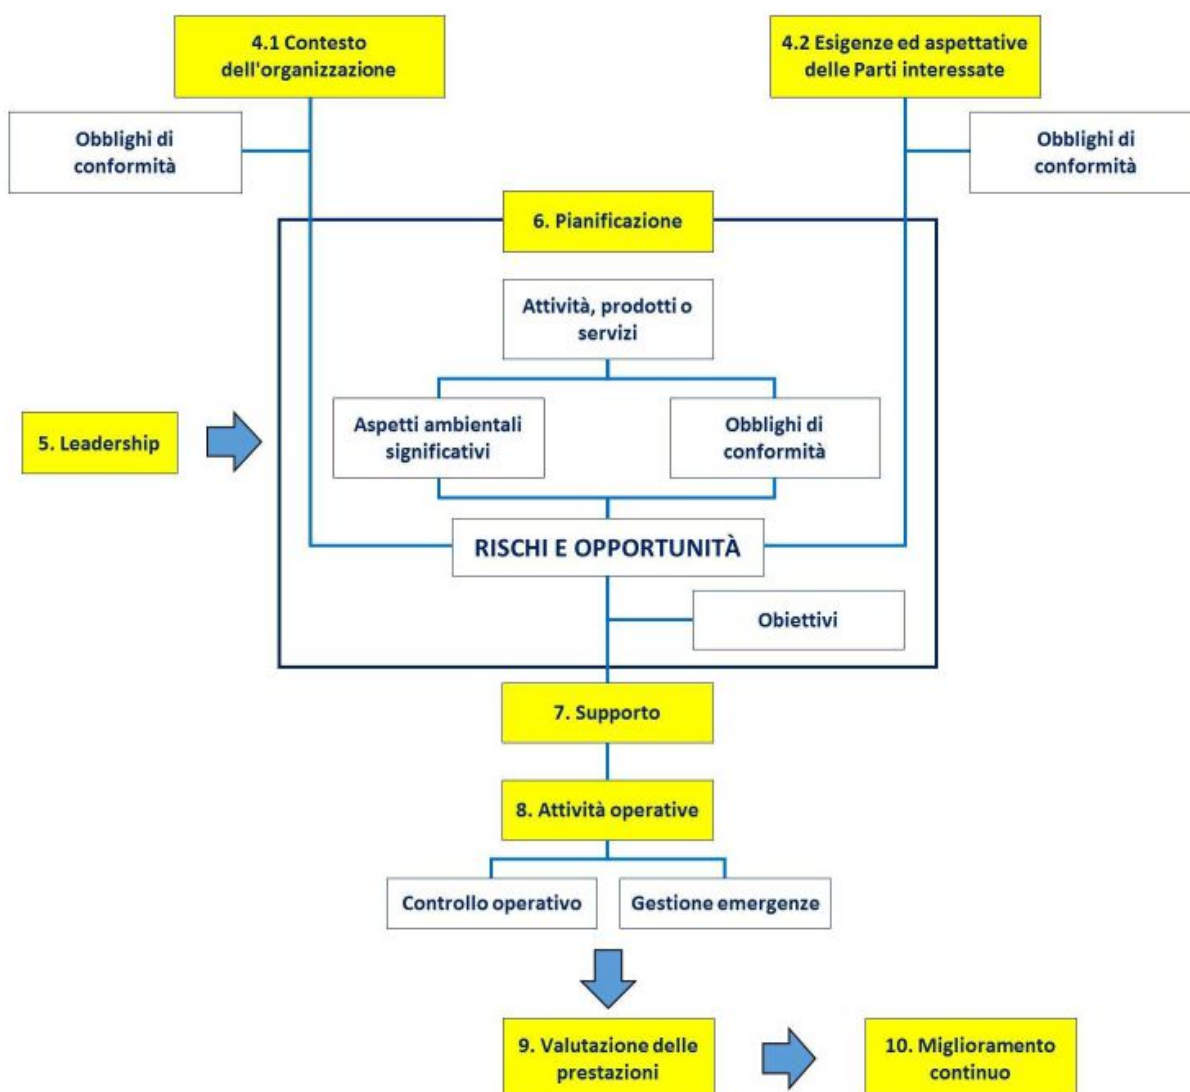 4.1 Contesto
dell'organizzazione
4.2 Esigenze ed aspettative
delle Parti interessate
Obblighi di
conformità
Obblighi di
conformità
6. Pianificazione
Attività, prodotti o
servizi
Aspetti ambientali
significativi
Obblighi di
conformità
5. Leadership
RISCHI E OPPORTUNITÀ
Obiettivi
7. Supporto
8. Attività operative
Controllo operativo
Gestione emergenze
9. Valutazione delle
prestazioni
10. Miglioramento
continuo